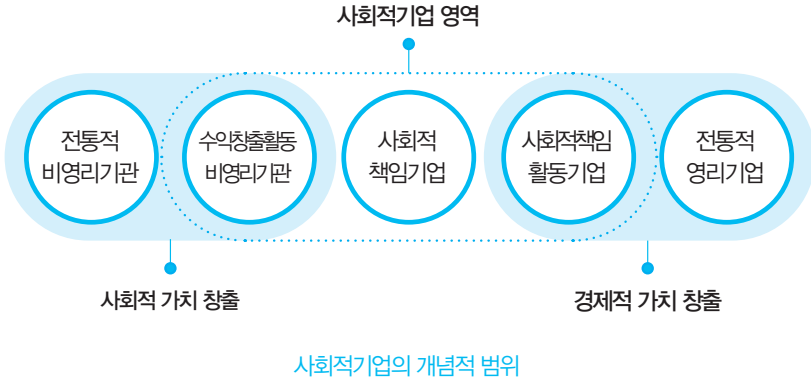 사회적기업 영역
전통적
비영리기관
수익창출활동
비영리기관
사회적
책임기업
사회적책임
활동기업
전통적
영리기업
사회적 가치 창출
경제적 가치 창출
사회적기업의 개념적 범위